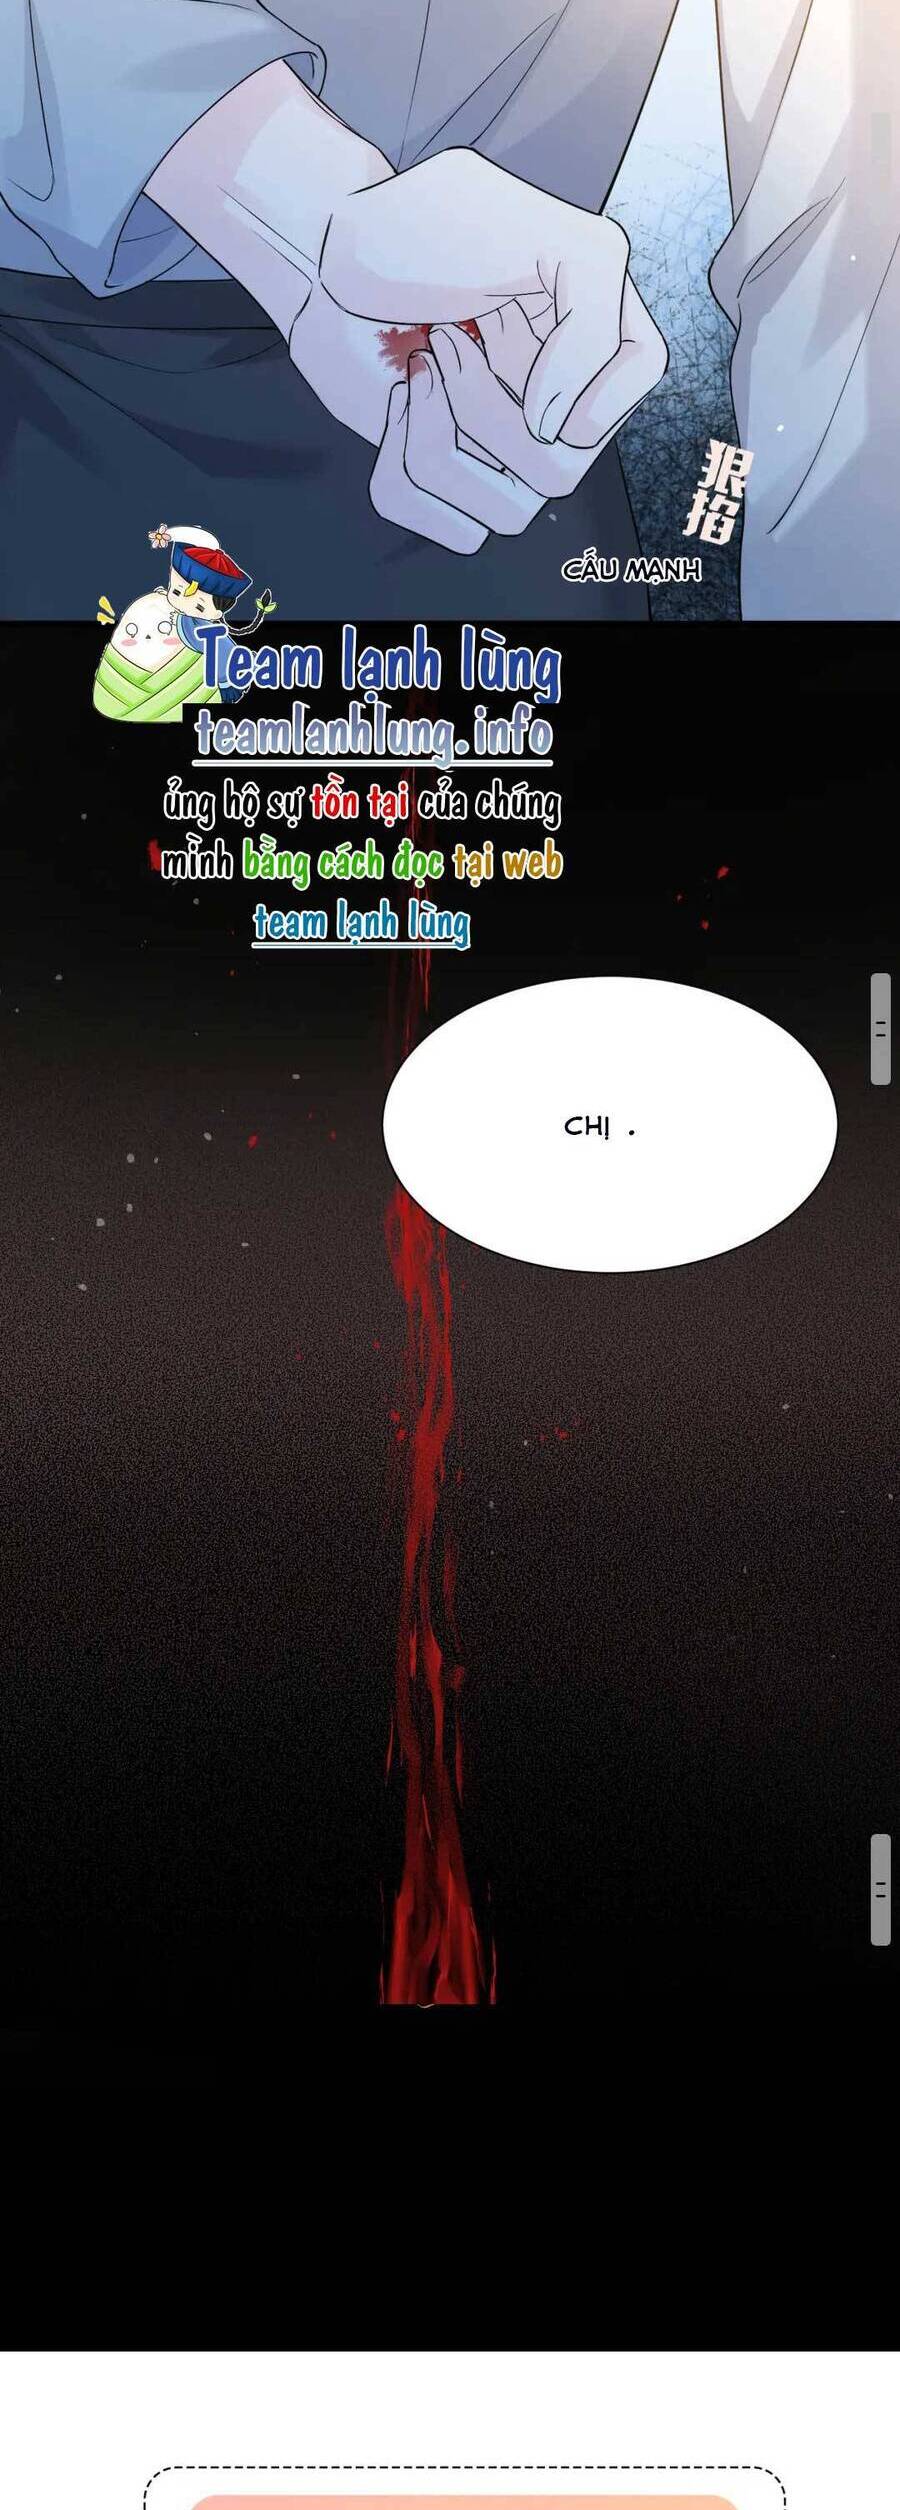 狠掐
CẤU MẠNH
Team lạnh lùng
teamlanhlung.info
ủng hộ sự tồn tại của chúng
mình bằng cách đọc tại web
team lạnh lùng
CHỊ .